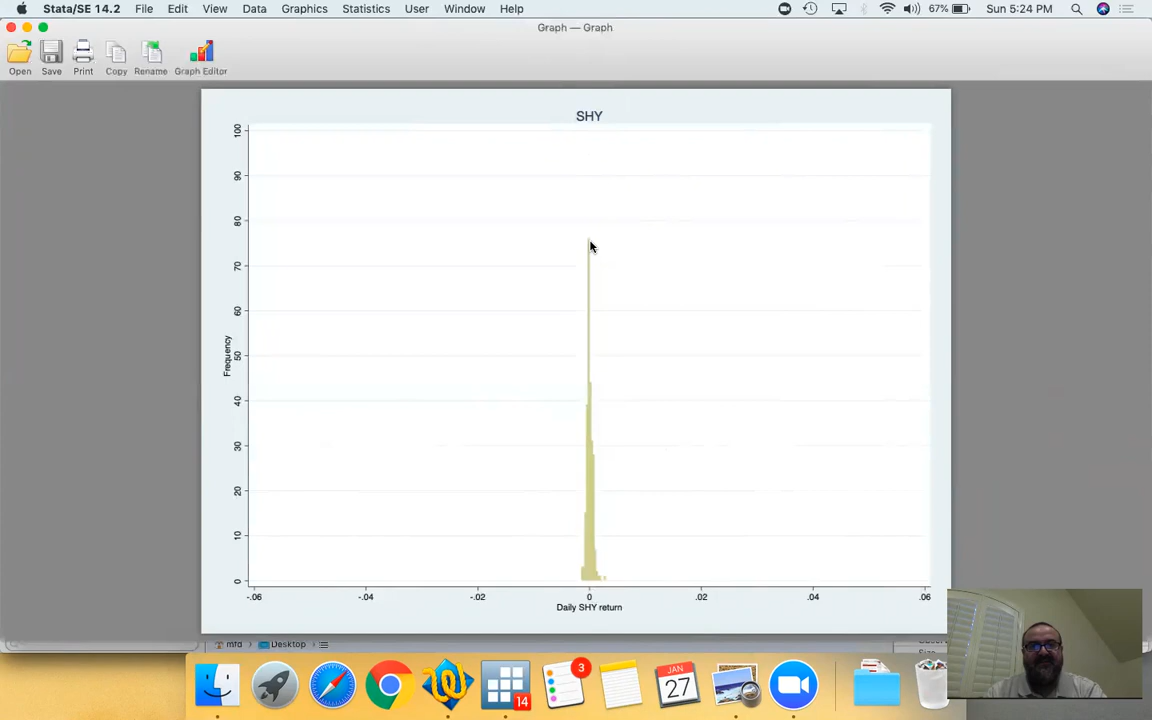 Stata/SE 14.2 File Edit View Data Graphics Statistics User Window Help 67% Sun 5:24 PM
Graph — Graph
Open Save Print Copy Rename Graph Editor
SHY
100
90
80
70
60
50
40
30
20
10
0
Frequency
-.06 -.04 -.02 0 .02 .04 .06
Daily SHY return
mfd Desktop
3
14
JAN
27